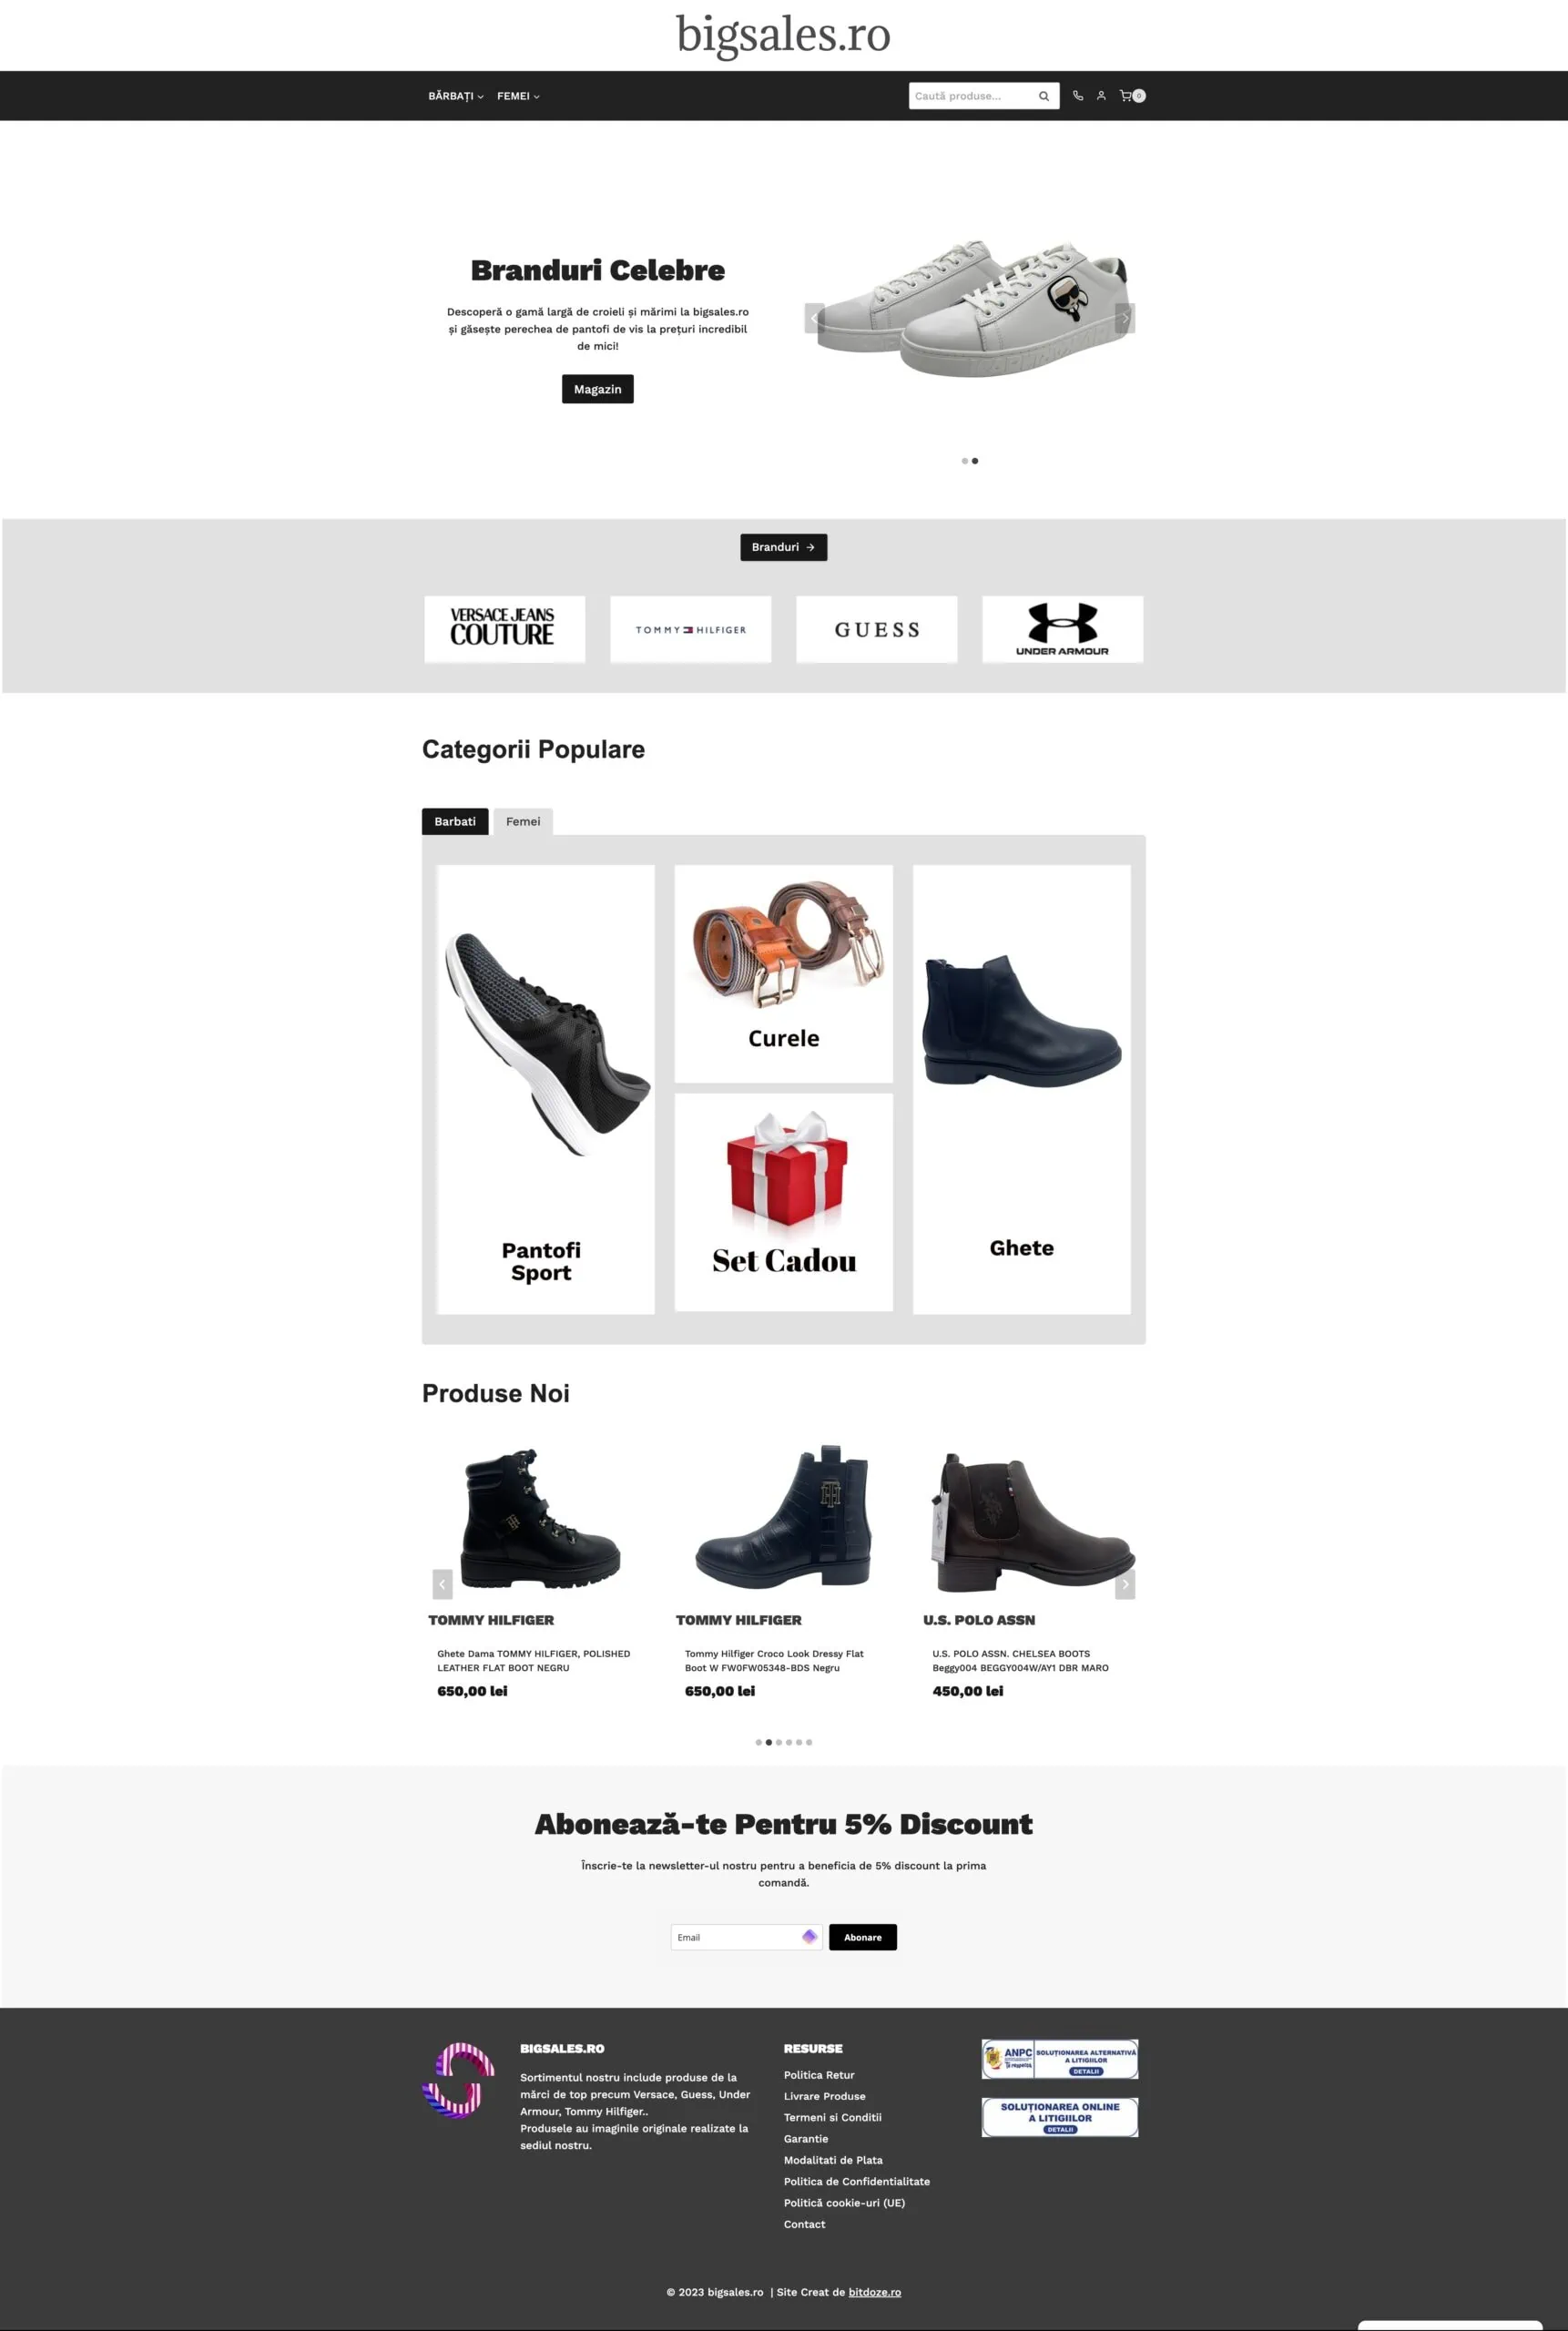 bigsales.ro
BĂRBAȚI
FEMEI
Caută produse...
0
Branduri Celebre
Descoperă o gamă largă de croieli și mărimi la bigsales.ro
și găsește perechea de pantofi de vis la prețuri incredibil
de mici!
Magazin
Branduri →
VERSACE JEANS
COUTURE
TOMMY HILFIGER
GUESS
UNDER ARMOUR
Categorii Populare
Barbati
Femei
Pantofi
Sport
Curele
Set Cadou
Ghete
Produse Noi
TOMMY HILFIGER
Ghete Dama TOMMY HILFIGER, POLISHED
LEATHER FLAT BOOT NEGRU
650,00 lei
TOMMY HILFIGER
Tommy Hilfiger Croco Look Dressy Flat
Boot W FW0FW05348-BDS Negru
650,00 lei
U.S. POLO ASSN
U.S. POLO ASSN. CHELSEA BOOTS
Beggy004 BEGGY004W/AY1 DBR MARO
450,00 lei
Abonează-te Pentru 5% Discount
Înscrie-te la newsletter-ul nostru pentru a beneficia de 5% discount la prima
comandă.
Email
Abonare
BIGSALES.RO
Sortimentul nostru include produse de la
mărci de top precum Versace, Guess, Under
Armour, Tommy Hilfiger..
Produsele au imaginile originale realizate la
sediul nostru.
RESURSE
Politica Retur
Livrare Produse
Termeni si Conditii
Garantie
Modalitati de Plata
Politica de Confidentialitate
Politică cookie-uri (UE)
Contact
ANPC
SOLUȚIONAREA ALTERNATIVĂ
A LITIGIILOR
DETALII
SOLUȚIONAREA ONLINE
A LITIGIILOR
DETALII
© 2023 bigsales.ro | Site Creat de bitdoze.ro